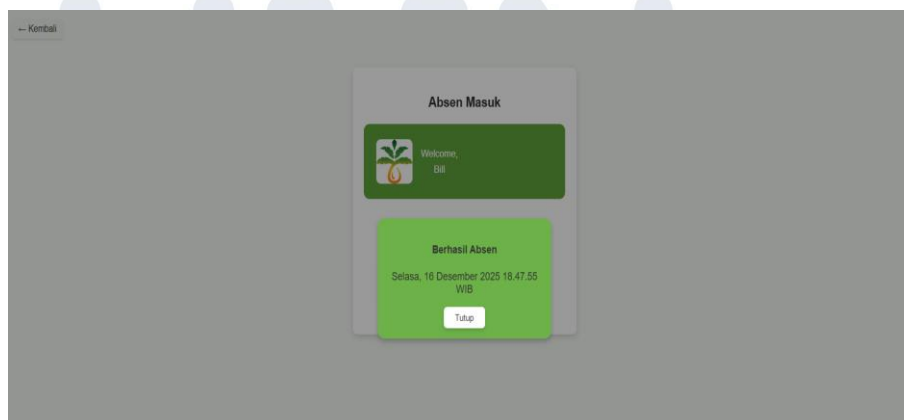 ← Kembali
Absen Masuk
Welcome,
Bill
Berhasil Absen
Selasa, 16 Desember 2025 18.47.55
WIB
Tutup